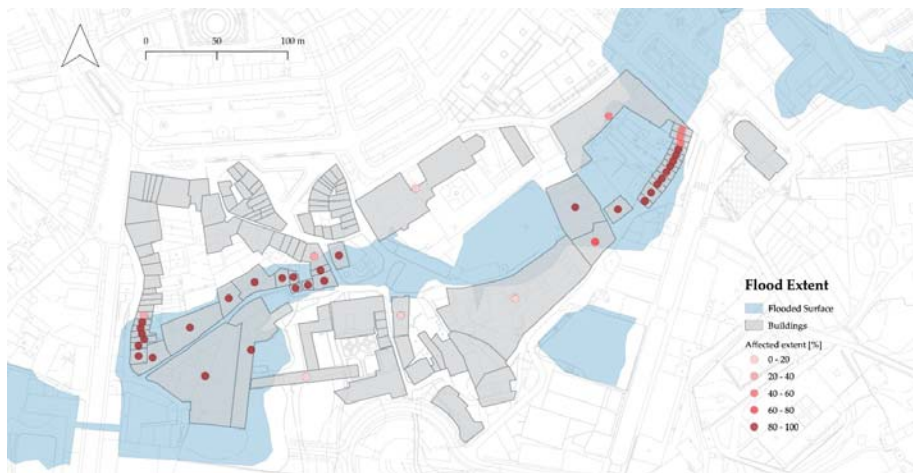 0 50 100 m
Flood Extent
Flooded Surface
Buildings
Affected extent [%]
0 - 20
20 - 40
40 - 60
60 - 80
80 - 100